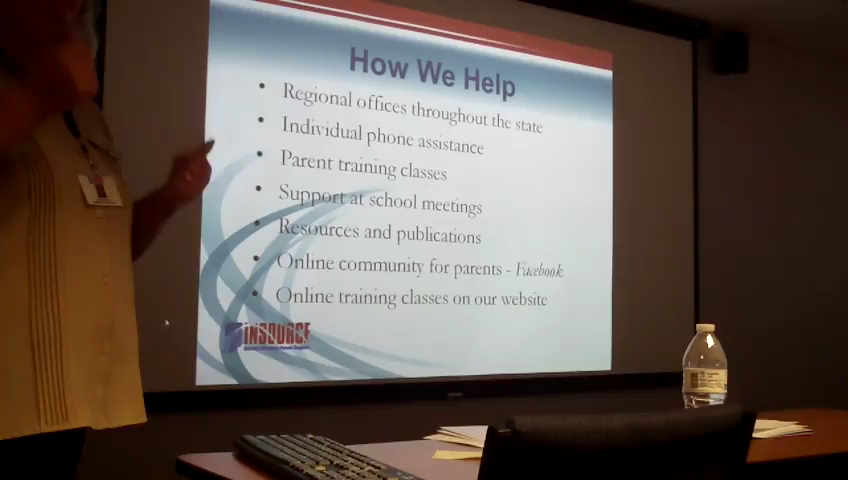 How We Help
• Regional offices throughout the state
• Individual phone assistance
• Parent training classes
• Support at school meetings
• Resources and publications
• Online community for parents - Facebook
• Online training classes on our website
INSOURCE